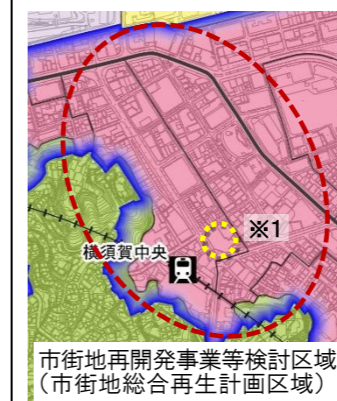 ※1
横須賀中央
市街地再開発事業等検討区域
（市街地総合再生計画区域）